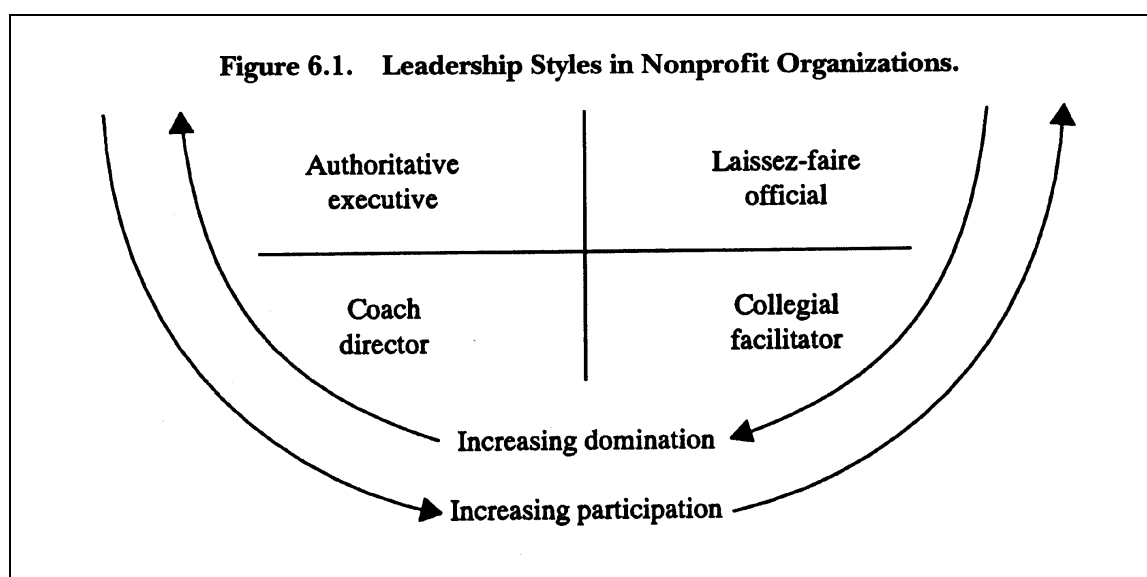 Figure 6.1. Leadership Styles in Nonprofit Organizations.
Authoritative
executive
Laissez-faire
official
Coach
director
Collegial
facilitator
Increasing domination
Increasing participation